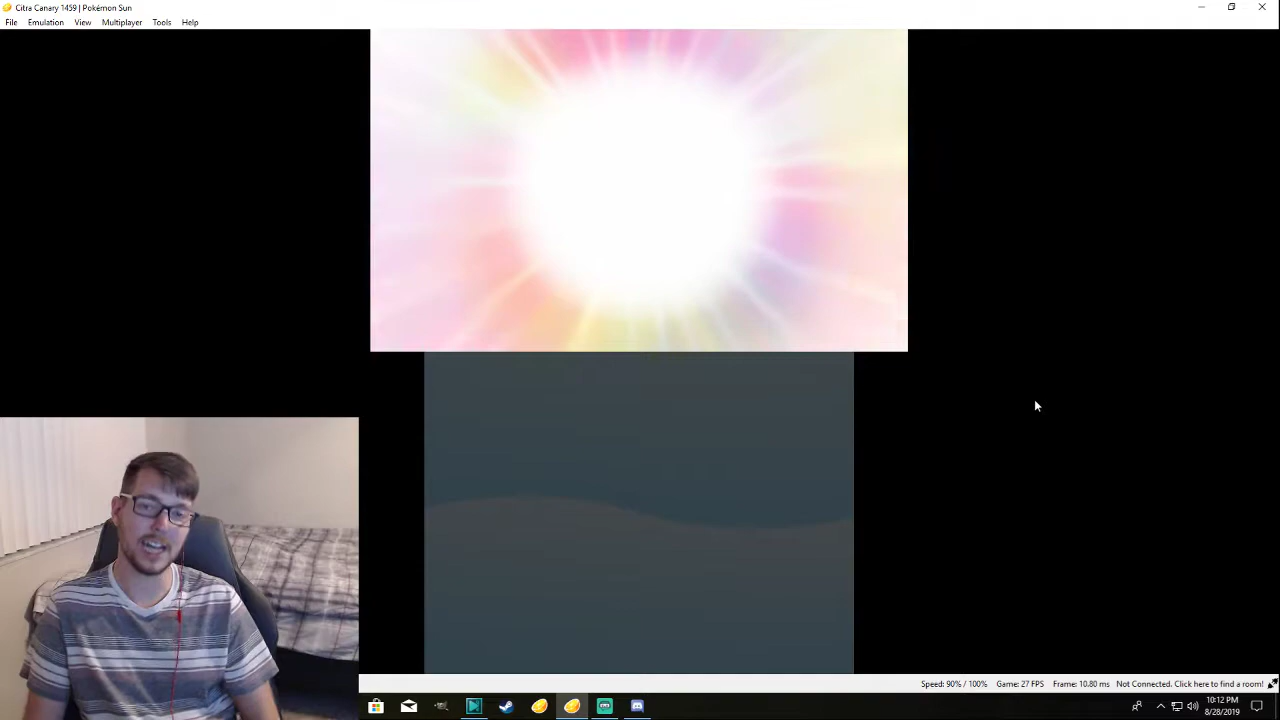 Citra Canary 1459 | Pokémon Sun
File Emulation View Multiplayer Tools Help
Speed: 90% / 100% Game: 27 FPS Frame: 10.80 ms Not Connected. Click here to find a room!
10:12 PM
8/28/2019